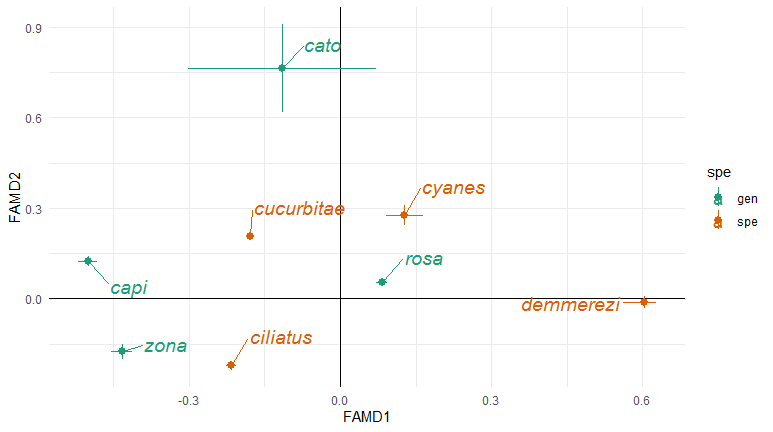 0.9
cato
0.6
spe
cyanes
gen
cucurbitae
FAMD2
0.3
a
spe
rosa
capi
0.0
demmerezi
ciliatus
zona
-0.3
0.0
0.3
0.6
FAMD1